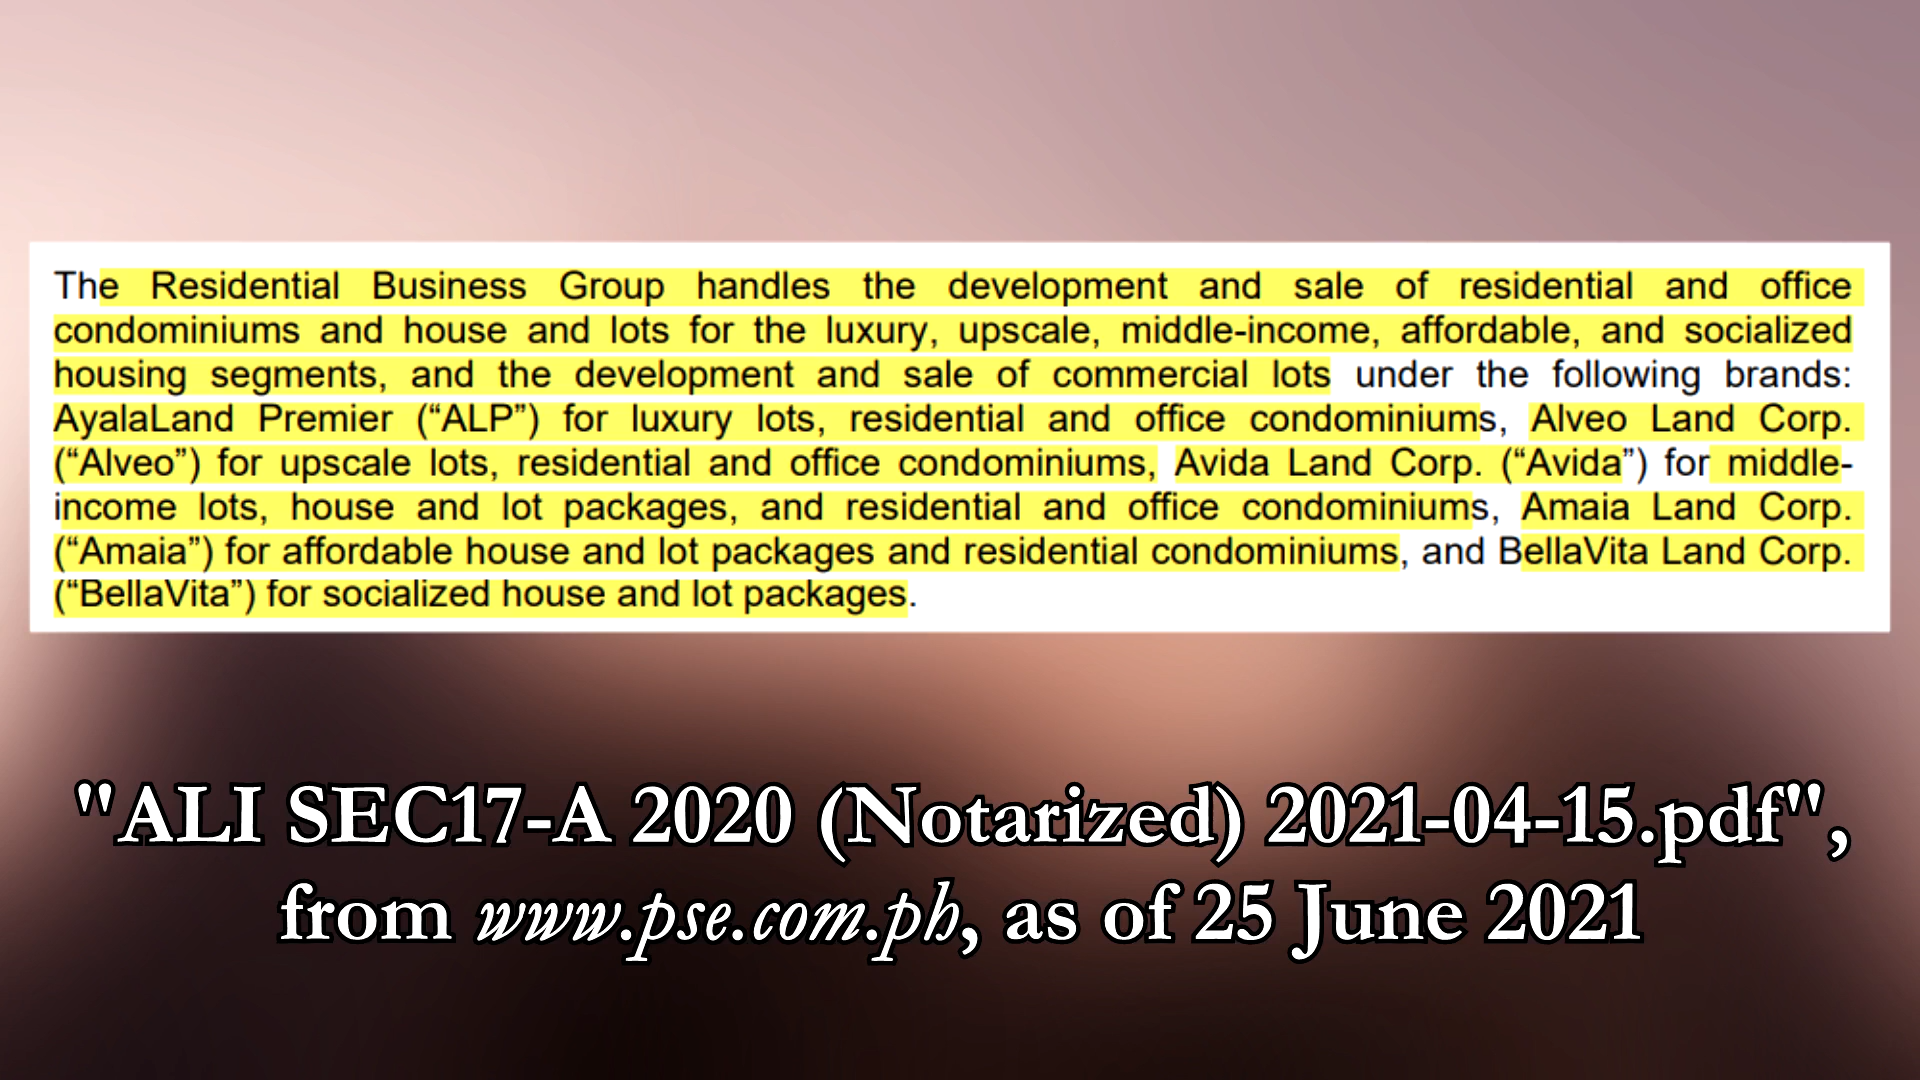 The Residential Business Group handles the development and sale of residential and office
condominiums and house and lots for the luxury, upscale, middle-income, affordable, and socialized
housing segments, and the development and sale of commercial lots under the following brands:
AyalaLand Premier (“ALP”) for luxury lots, residential and office condominiums, Alveo Land Corp.
(“Alveo”) for upscale lots, residential and office condominiums, Avida Land Corp. (“Avida”) for middle-
income lots, house and lot packages, and residential and office condominiums, Amaia Land Corp.
(“Amaia”) for affordable house and lot packages and residential condominiums, and BellaVita Land Corp.
(“BellaVita”) for socialized house and lot packages.
"ALI SEC17-A 2020 (Notarized) 2021-04-15.pdf",
from www.pse.com.ph, as of 25 June 2021